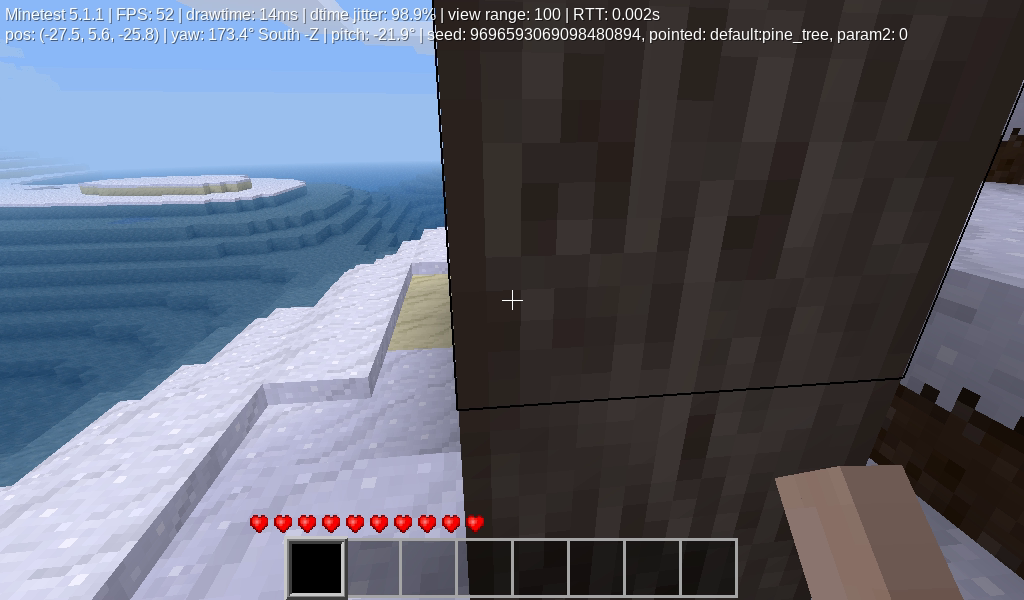 Minetest 5.1.1 | FPS: 52 | drawtime: 14ms | dtime jitter: 98.9% | view range: 100 | RTT: 0.002s
pos: (-27.5, 5.6, -25.8) | yaw: 173.4° South -Z | pitch: -21.9° | seed: 9696593069098480894, pointed: default:pine_tree, param2: 0